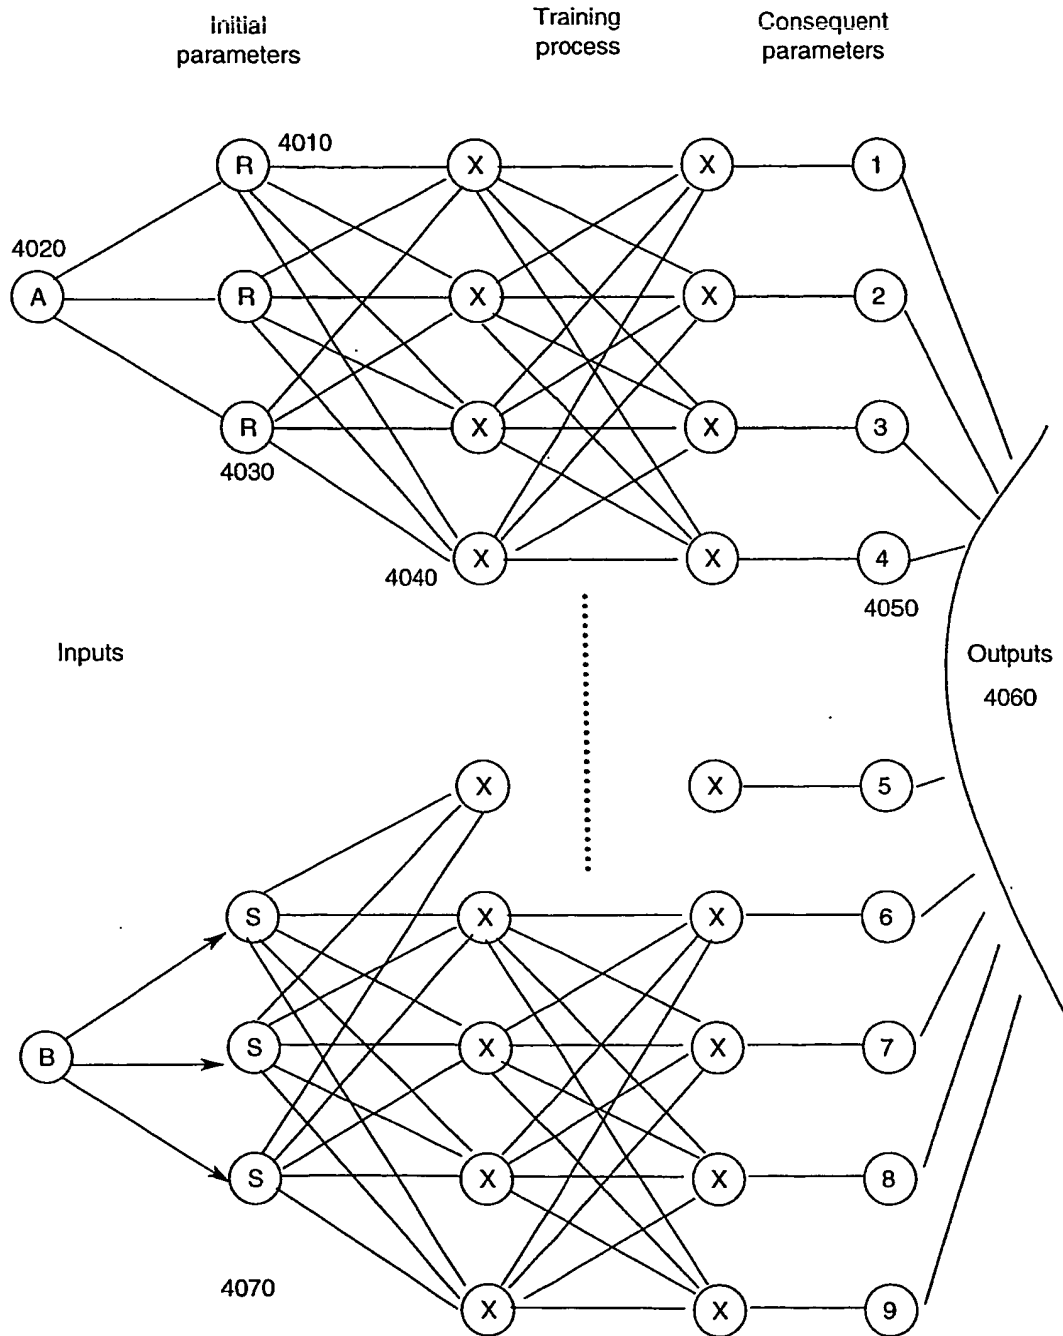 Initial
parameters
Training
process
Consequent
parameters
4010
R X X 1
4020
A R X X 2
R X X 3
4030
4040 X X 4
4050
Inputs
Outputs
4060
X X 5
S X X 6
B S X X 7
S X X 8
4070
X X 9